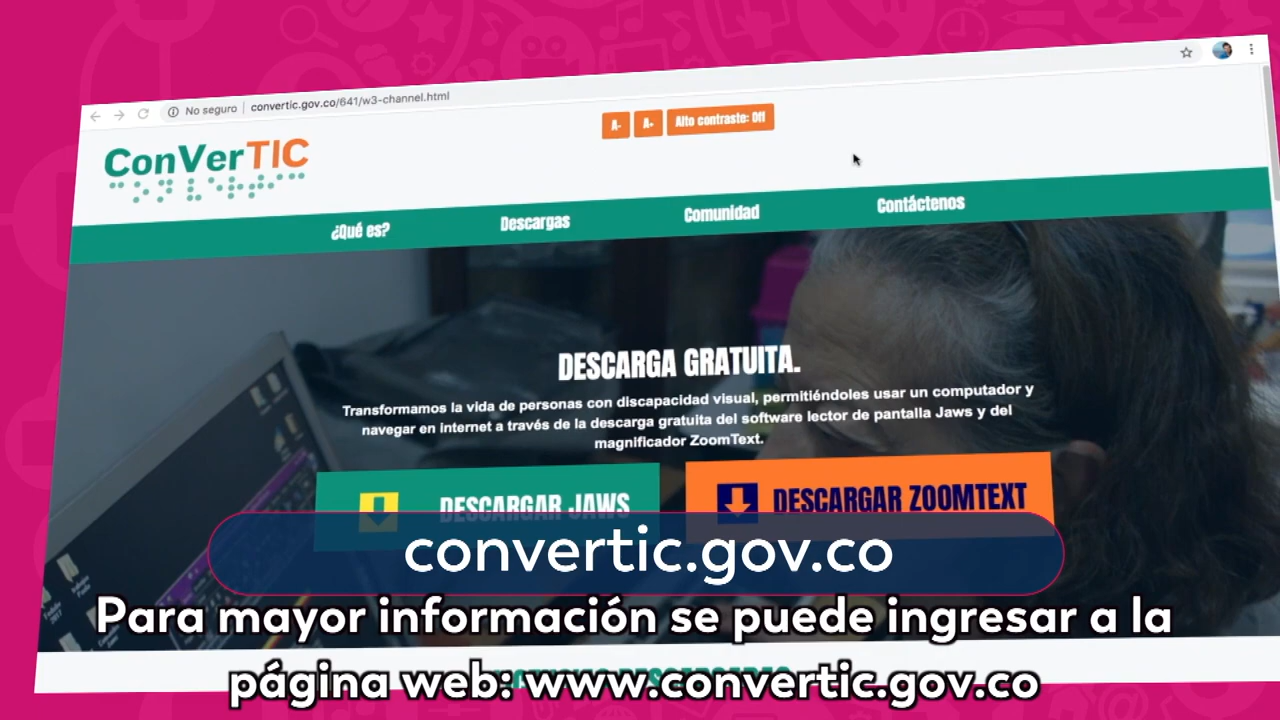 No seguro
convertic.gov.co/641/w3-channel.html
ConVerTIC
A-
A+
Alto contraste: Off
¿Qué es?
Descargas
Comunidad
Contáctenos
DESCARGA GRATUITA.
Transformamos la vida de personas con discapacidad visual, permitiéndoles usar un computador y
navegar en internet a través de la descarga gratuita del software lector de pantalla Jaws y del
magnificador ZoomText.
DESCARGAR JAWS
DESCARGAR ZOOMTEXT
convertic.gov.co
Para mayor información se puede ingresar a la
página web: www.convertic.gov.co